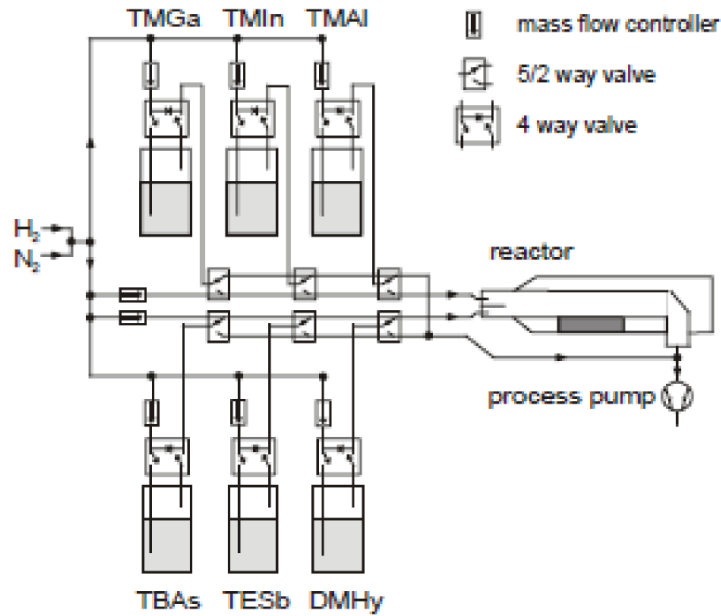 TMGa TMIn TMAl
mass flow controller
5/2 way valve
4 way valve
H₂
N₂
reactor
process pump
TBAs TESb DMHy